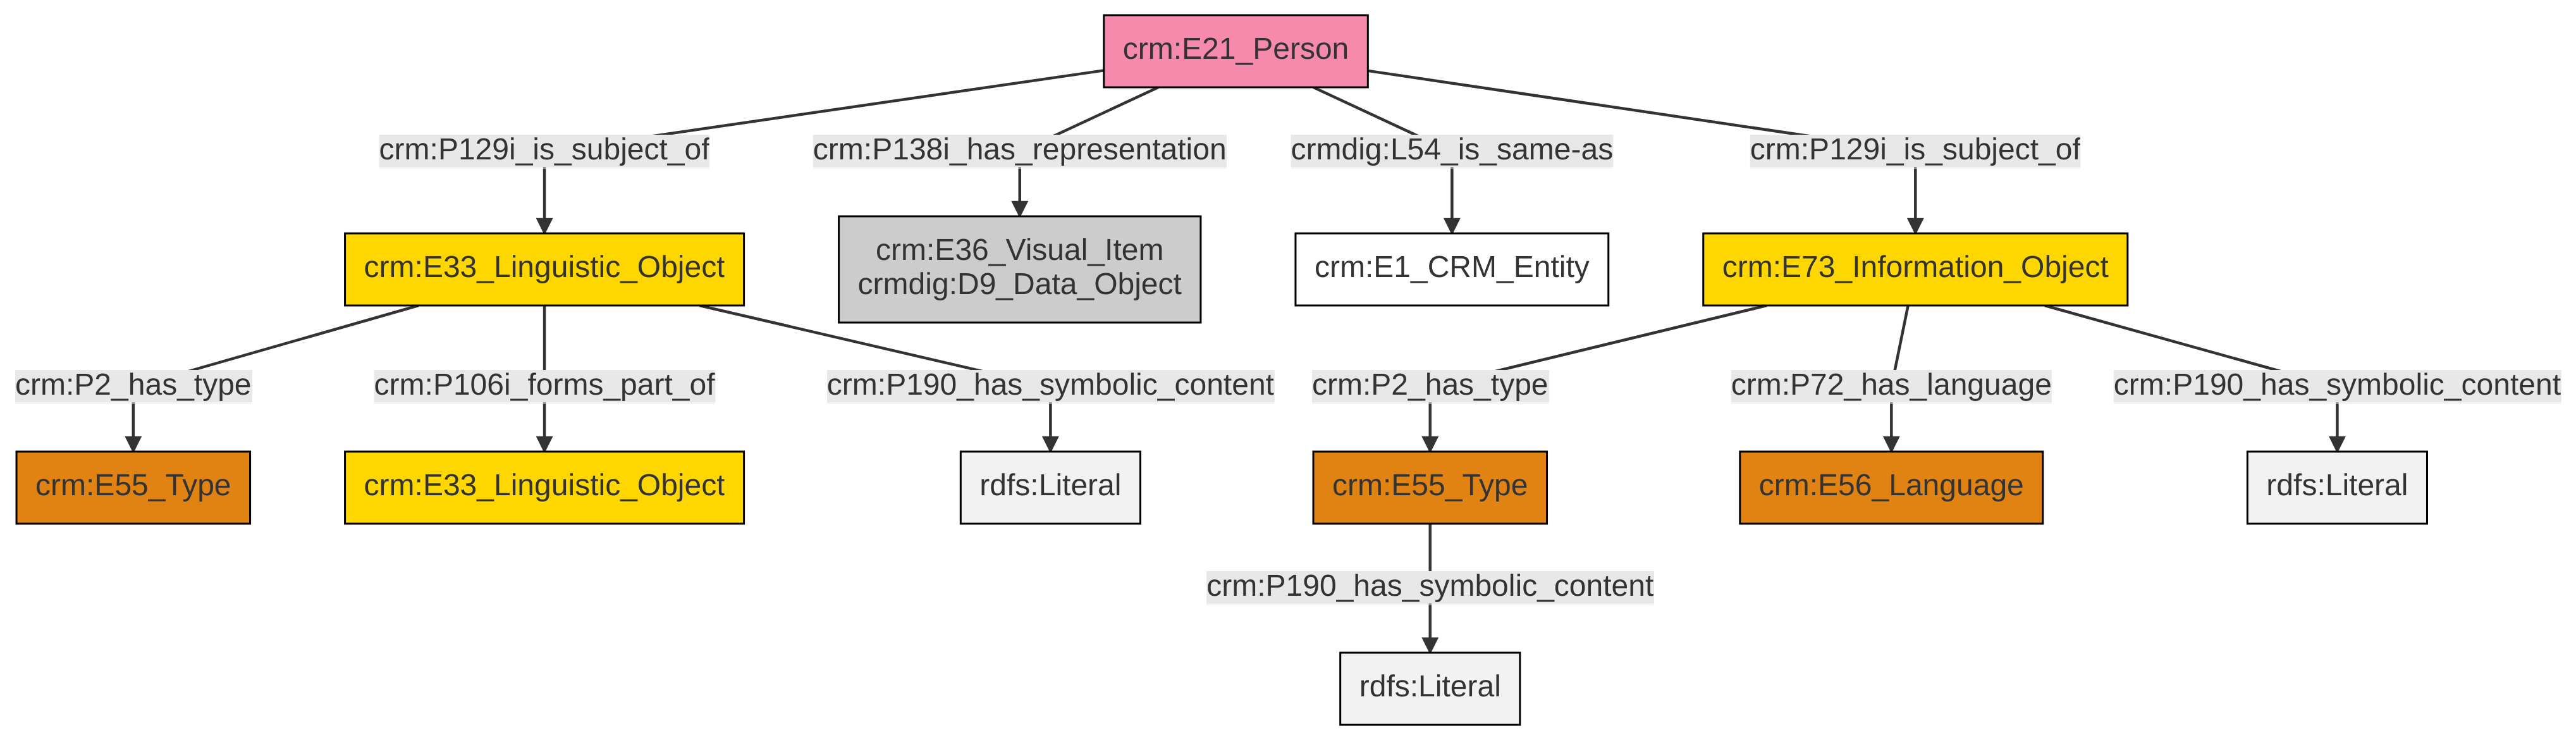 crm:E21_Person
crm:P129i_is_subject_of
crm:P138i_has_representation
crmdig:L54_is_same-as
crm:P129i_is_subject_of
crm:E33_Linguistic_Object
crm:E36_Visual_Item
crmdig:D9_Data_Object
crm:E1_CRM_Entity
crm:E73_Information_Object
crm:P2_has_type
crm:P106i_forms_part_of
crm:P190_has_symbolic_content
crm:P2_has_type
crm:P72_has_language
crm:P190_has_symbolic_content
crm:E55_Type
crm:E33_Linguistic_Object
rdfs:Literal
crm:E55_Type
crm:E56_Language
rdfs:Literal
crm:P190_has_symbolic_content
rdfs:Literal